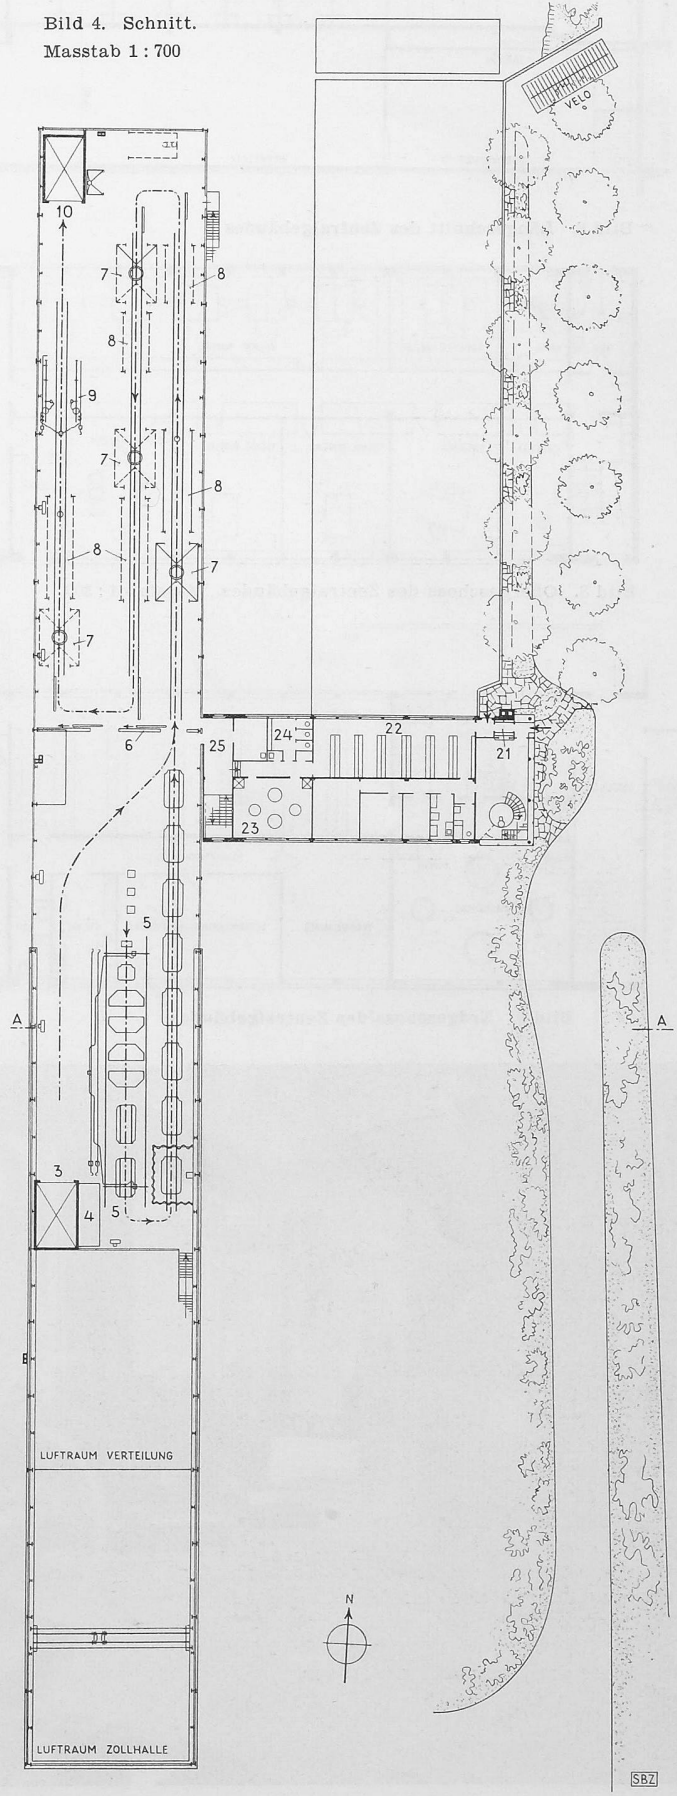 Bild 4. Schnitt.
Masstab 1 : 700
VELO
10
7
8
8
9
7
8
8
7
7
6
25
24
22
21
23
5
A
A
3
4
5
LUFTRAUM VERTEILUNG
N
LUFTRAUM ZOLLHALLE
SBZ